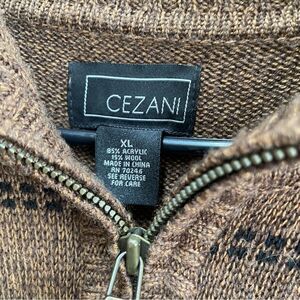 CEZANI
XL
85% ACRYLIC
15% WOOL
MADE IN CHINA
RN 70246
SEE REVERSE
FOR CARE